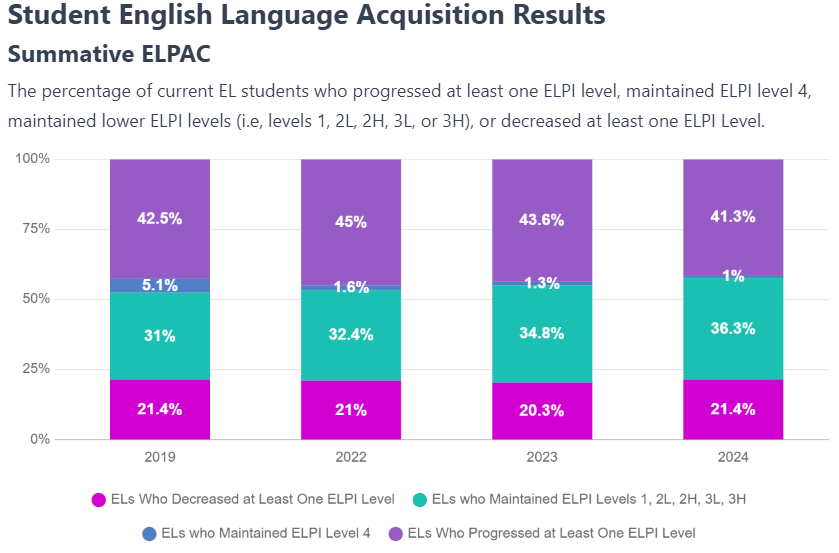 Student English Language Acquisition Results
Summative ELPAC
The percentage of current EL students who progressed at least one ELPI level, maintained ELPI level 4,
maintained lower ELPI levels (i.e, levels 1, 2L, 2H, 3L, or 3H), or decreased at least one ELPI Level.
100%
42.5% 45% 43.6% 41.3%
75%
5.1% 1.6% 1.3% 1%
50%
31% 32.4% 34.8% 36.3%
25%
21.4% 21% 20.3% 21.4%
0%
2019 2022 2023 2024
ELs Who Decreased at Least One ELPI Level ELs who Maintained ELPI Levels 1, 2L, 2H, 3L, 3H
ELs who Maintained ELPI Level 4 ELs Who Progressed at Least One ELPI Level